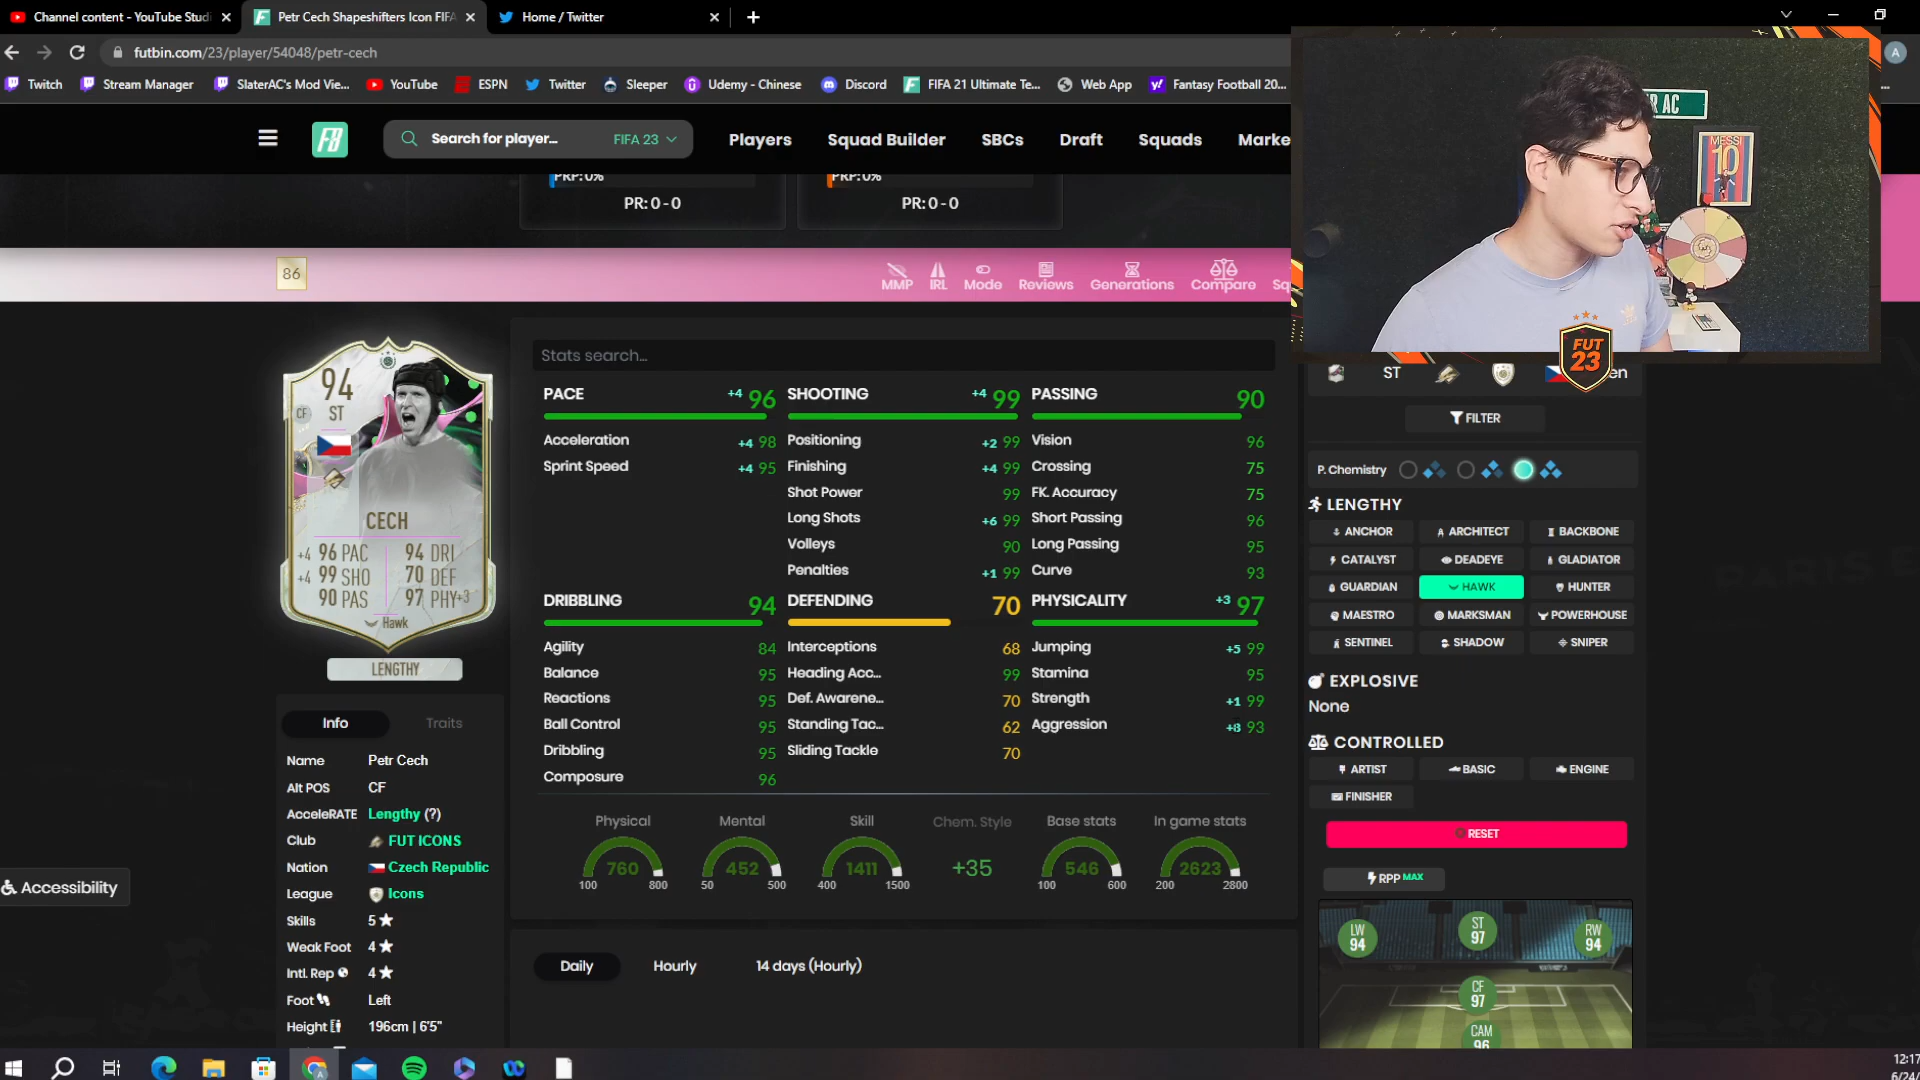 Channel content - YouTube Studi
Petr Cech Shapeshifters Icon FIFA
Home / Twitter
futbin.com/23/player/54048/petr-cech
A
Twitch
Stream Manager
SlaterAC's Mod Vie...
YouTube
ESPN
Twitter
Sleeper
Udemy - Chinese
Discord
FIFA 21 Ultimate Te...
Web App
Fantasy Football 20...
Search for player...
FIFA 23
Players
Squad Builder
SBCs
Draft
Squads
Marke
R AC
MESSI
10
PRP:0%
PRP:0%
PR: 0 - 0
PR: 0 - 0
86
MMP
IRL
Mode
Reviews
Generations
Compare
Sq
FUT
23
94
ST
CF
CECH
+4 96 PAC
94 DRI
+4 99 SHO
70 DEF
90 PAS
97 PHY+3
Hawk
LENGTHY
Stats search...
PACE +4 96
Acceleration +4 98
Sprint Speed +4 95
SHOOTING +4 99
Positioning +2 99
Finishing +4 99
Shot Power 99
Long Shots +6 99
Volleys 90
Penalties +1 99
PASSING 90
Vision 96
Crossing 75
FK. Accuracy 75
Short Passing 96
Long Passing 95
Curve 93
DRIBBLING 94
Agility 84
Balance 95
Reactions 95
Ball Control 95
Dribbling 95
Composure 96
DEFENDING 70
Interceptions 68
Heading Acc... 99
Def. Awarene... 70
Standing Tac... 62
Sliding Tackle 70
PHYSICALITY +3 97
Jumping +5 99
Stamina 95
Strength +1 99
Aggression +8 93
Physical
760
100 800
Mental
452
50 500
Skill
1411
400 1500
Chem. Style
+35
Base stats
546
100 600
In game stats
2623
200 2800
Daily
Hourly
14 days (Hourly)
Info
Traits
Name Petr Cech
Alt POS CF
AcceleRATE Lengthy (?)
Club FUT ICONS
Nation Czech Republic
League Icons
Skills 5
Weak Foot 4
Intl. Rep 4
Foot Left
Height 196cm | 6'5"
Accessibility
ST
en
FILTER
P. Chemistry
LENGTHY
ANCHOR
ARCHITECT
BACKBONE
CATALYST
DEADEYE
GLADIATOR
GUARDIAN
HAWK
HUNTER
MAESTRO
MARKSMAN
POWERHOUSE
SENTINEL
SHADOW
SNIPER
EXPLOSIVE
None
CONTROLLED
ARTIST
BASIC
ENGINE
FINISHER
RESET
RPP MAX
LW
94
ST
97
RW
94
CF
97
CAM
96
12:17
6/24/